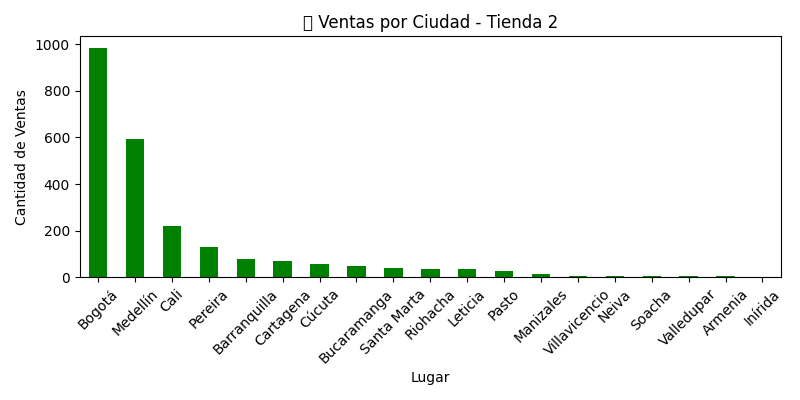 ▯ Ventas por Ciudad - Tienda 2
Cantidad de Ventas
1000
800
600
400
200
0
Bogotá
Medellín
Cali
Pereira
Barranquilla
Cartagena
Cúcuta
Bucaramanga
Santa Marta
Riohacha
Leticia
Pasto
Manizales
Villavicencio
Neiva
Soacha
Valledupar
Armenia
Inírida
Lugar